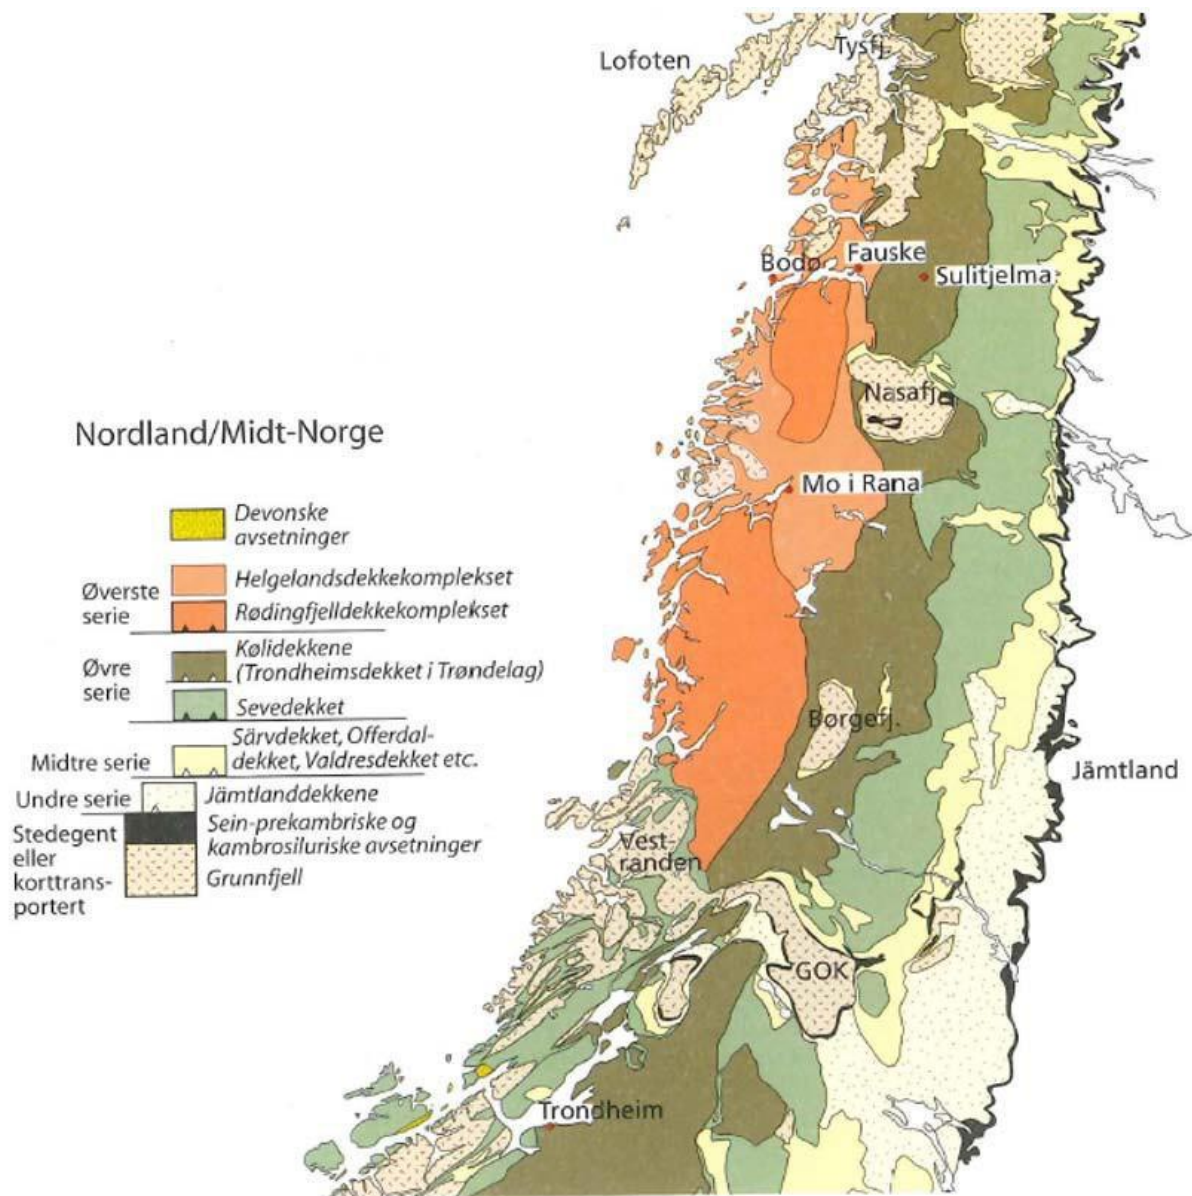 Lofoten
Tysfj.
Bodø
Fauske
Sulitjelma
Nasafj.
Nordland/Midt-Norge
Mo i Rana
Devonske
avsetninger
Øverste
serie
Helgelandsdekkekomplekset
Rødingfjelldekkekomplekset
Øvre
serie
Kølidekkene
(Trondheimsdekket i Trøndelag)
Sevedekket
Midtre serie
Särvdekket, Offerdal-
dekket, Valdresdekket etc.
Undre serie
Jämtlanddekkene
Stedegent
eller
korttrans-
portert
Sein-prekambriske og
kambrosiluriske avsetninger
Grunnfjell
Børgefj.
Jämtland
Vest-
randen
GOK
Trondheim